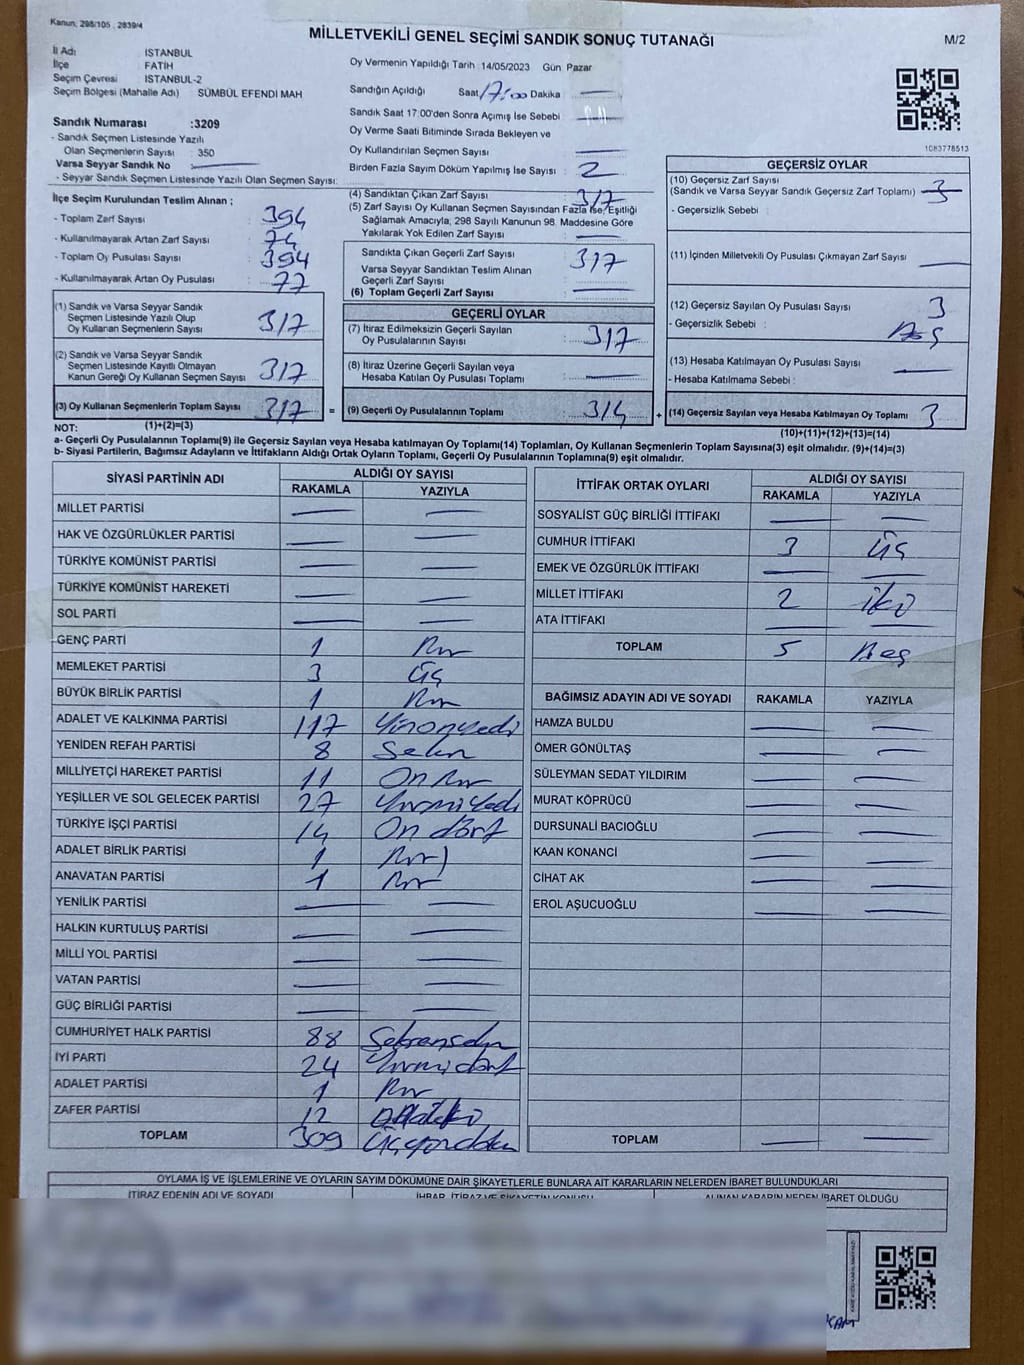 Kanun: 298/105 , 2839/4
MİLLETVEKİLİ GENEL SEÇİMİ SANDIK SONUÇ TUTANAĞI
M/2
İl Adı İSTANBUL
İlçe FATİH
Seçim Çevresi İSTANBUL-2
Seçim Bölgesi (Mahalle Adı) SÜMBÜL EFENDİ MAH
Sandık Numarası :3209
- Sandık Seçmen Listesinde Yazılı
Olan Seçmenlerin Sayısı : 350
Varsa Seyyar Sandık No
- Seyyar Sandık Seçmen Listesinde Yazılı Olan Seçmen Sayısı:
İlçe Seçim Kurulundan Teslim Alınan ;
- Toplam Zarf Sayısı : 394
- Kullanılmayarak Artan Zarf Sayısı : 74
- Toplam Oy Pusulası Sayısı : 394
- Kullanılmayarak Artan Oy Pusulası : 77
(1) Sandık ve Varsa Seyyar Sandık
Seçmen Listesinde Yazılı Olup
Oy Kullanan Seçmenlerin Sayısı : 317
(2) Sandık ve Varsa Seyyar Sandık
Seçmen Listesinde Kayıtlı Olmayan
Kanun Gereği Oy Kullanan Seçmen Sayısı : 317
(3) Oy Kullanan Seçmenlerin Toplam Sayısı : 317
(1)+(2)=(3)
Oy Vermenin Yapıldığı Tarih :14/05/2023 Gün Pazar
Sandığın Açıldığı Saat 17:00 Dakika
Sandık Saat 17:00'den Sonra Açımış İse Sebebi
Oy Verme Saati Bitiminde Sırada Bekleyen ve
Oy Kullandırılan Seçmen Sayısı
Birden Fazla Sayım Döküm Yapılmış İse Sayısı : 2
(4) Sandıktan Çıkan Zarf Sayısı : 317
(5) Zarf Sayısı Oy Kullanan Seçmen Sayısından Fazla İse, Eşitliği
Sağlamak Amacıyla, 298 Sayılı Kanunun 98. Maddesine Göre
Yakılarak Yok Edilen Zarf Sayısı :
Sandıkta Çıkan Geçerli Zarf Sayısı 317
Varsa Seyyar Sandıktan Teslim Alınan
Geçerli Zarf Sayısı
(6) Toplam Geçerli Zarf Sayısı :
GEÇERLİ OYLAR
(7) İtiraz Edilmeksizin Geçerli Sayılan
Oy Pusulalarının Sayısı : 317
(8) İtiraz Üzerine Geçerli Sayılan veya
Hesaba Katılan Oy Pusulası Toplamı :
= (9) Geçerli Oy Pusulalarının Toplamı : 314 +
1083778513
GEÇERSİZ OYLAR
(10) Geçersiz Zarf Sayısı
(Sandık ve Varsa Seyyar Sandık Geçersiz Zarf Toplamı) : 3
- Geçersizlik Sebebi :
(11) İçinden Milletvekili Oy Pusulası Çıkmayan Zarf Sayısı
(12) Geçersiz Sayılan Oy Pusulası Sayısı : 3
- Geçersizlik Sebebi :
(13) Hesaba Katılmayan Oy Pusulası Sayısı :
- Hesaba Katılmama Sebebi :
(14) Geçersiz Sayılan veya Hesaba Katılmayan Oy Toplamı : 3
(10)+(11)+(12)+(13)=(14)
NOT:
a- Geçerli Oy Pusulalarının Toplamı(9) ile Geçersiz Sayılan veya Hesaba katılmayan Oy Toplamı(14) Toplamları, Oy Kullanan Seçmenlerin Toplam Sayısına(3) eşit olmalıdır. (9)+(14)=(3)
b- Siyasi Partilerin, Bağımsız Adayların ve İttifakların Aldığı Ortak Oyların Toplamı, Geçerli Oy Pusulalarının Toplamına(9) eşit olmalıdır.
SİYASİ PARTİNİN ADI ALDIĞI OY SAYISI
RAKAMLA YAZIYLA
MİLLET PARTİSİ
HAK VE ÖZGÜRLÜKLER PARTİSİ
TÜRKİYE KOMÜNİST PARTİSİ
TÜRKİYE KOMÜNİST HAREKETİ
SOL PARTİ
GENÇ PARTİ 1 Bir
MEMLEKET PARTİSİ 3 Üç
BÜYÜK BİRLİK PARTİSİ 1 Bir
ADALET VE KALKINMA PARTİSİ 117 Yüzonyedi
YENİDEN REFAH PARTİSİ 8 Sekiz
MİLLİYETÇİ HAREKET PARTİSİ 11 On Bir
YEŞİLLER VE SOL GELECEK PARTİSİ 27 Yirmi Yedi
TÜRKİYE İŞÇİ PARTİSİ 14 On dört
ADALET BİRLİK PARTİSİ 1 Bir
ANAVATAN PARTİSİ 1 Bir
YENİLİK PARTİSİ
HALKIN KURTULUŞ PARTİSİ
MİLLİ YOL PARTİSİ
VATAN PARTİSİ
GÜÇ BİRLİĞİ PARTİSİ
CUMHURİYET HALK PARTİSİ 88 Seksensekiz
İYİ PARTİ 24 Yirmidört
ADALET PARTİSİ 1 Bir
ZAFER PARTİSİ 12
TOPLAM 309 Üçyüzdokuz
İTTİFAK ORTAK OYLARI ALDIĞI OY SAYISI
RAKAMLA YAZIYLA
SOSYALİST GÜÇ BİRLİĞİ İTTİFAKI
CUMHUR İTTİFAKI 3 Üç
EMEK VE ÖZGÜRLÜK İTTİFAKI
MİLLET İTTİFAKI 2 iki
ATA İTTİFAKI
TOPLAM 5 Beş
BAĞIMSIZ ADAYIN ADI VE SOYADI RAKAMLA YAZIYLA
HAMZA BULDU
ÖMER GÖNÜLTAŞ
SÜLEYMAN SEDAT YILDIRIM
MURAT KÖPRÜCÜ
DURSUNALİ BACIOĞLU
KAAN KONANCİ
CİHAT AK
EROL AŞUCUOĞLU
TOPLAM
OYLAMA İŞ VE İŞLEMLERİNE VE OYLARIN SAYIM DÖKÜMÜNE DAİR ŞİKAYETLERLE BUNLARA AİT KARARLARIN NELERDEN İBARET BULUNDUKLARI
İTİRAZ EDENİN ADI VE SOYADI İHBAR, İTİRAZ VE ŞİKAYETİN KONUSU ALINAN KARARIN NEDEN İBARET OLDUĞU